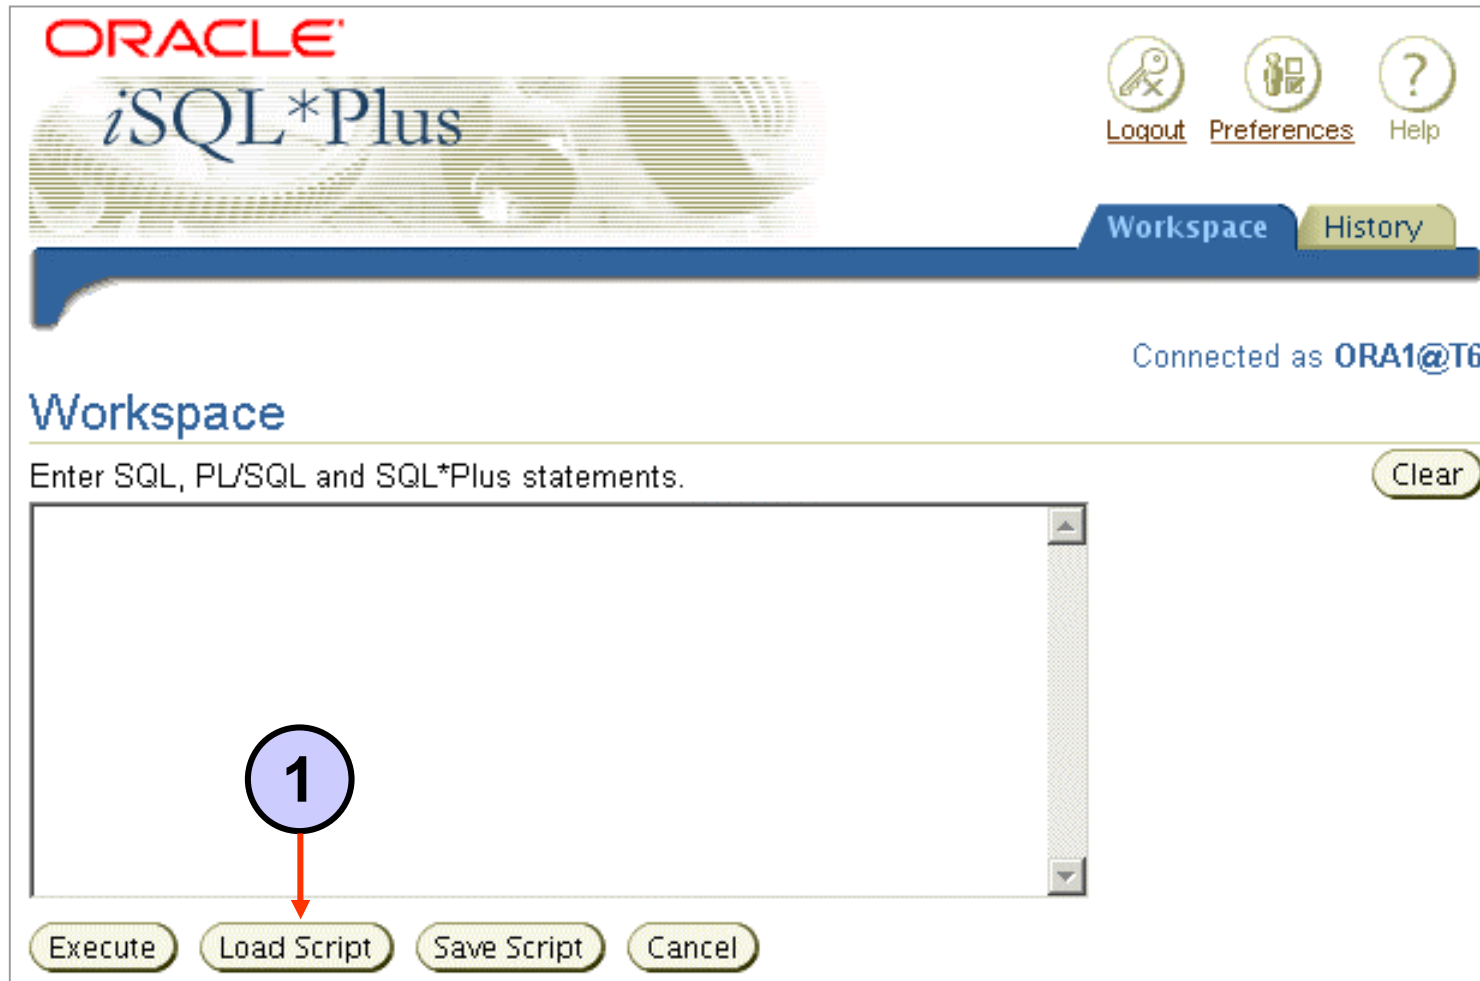 ORACLE
iSQL*Plus
Logout Preferences Help
Workspace History
Connected as ORA1@T6
Workspace
Enter SQL, PL/SQL and SQL*Plus statements.
Clear
1
Execute Load Script Save Script Cancel